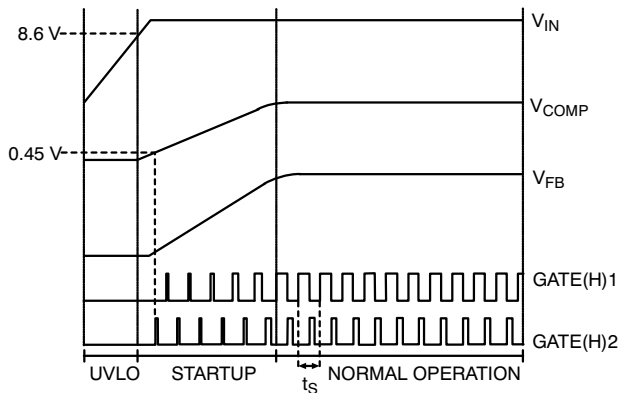 8.6 V
V_IN
V_COMP
0.45 V
V_FB
GATE(H)1
GATE(H)2
UVLO STARTUP t_S NORMAL OPERATION